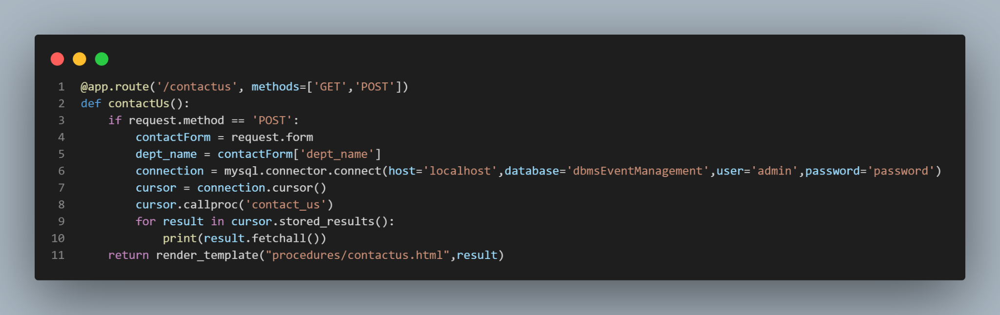 1 @app.route('/contactus', methods=['GET','POST'])
2 def contactUs():
3     if request.method == 'POST':
4         contactForm = request.form
5         dept_name = contactForm['dept_name']
6         connection = mysql.connector.connect(host='localhost',database='dbmsEventManagement',user='admin',password='password')
7         cursor = connection.cursor()
8         cursor.callproc('contact_us')
9         for result in cursor.stored_results():
10             print(result.fetchall())
11     return render_template("procedures/contactus.html",result)